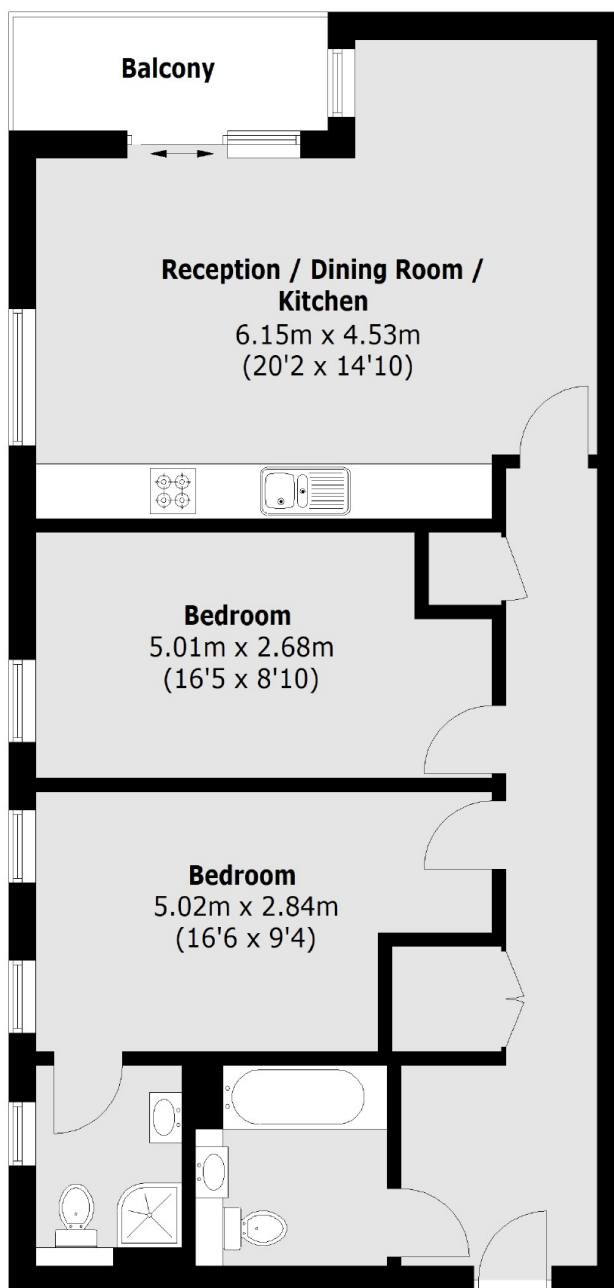 Balcony
Reception / Dining Room /
Kitchen
6.15m x 4.53m
(20'2 x 14'10)
Bedroom
5.01m x 2.68m
(16'5 x 8'10)
Bedroom
5.02m x 2.84m
(16'6 x 9'4)